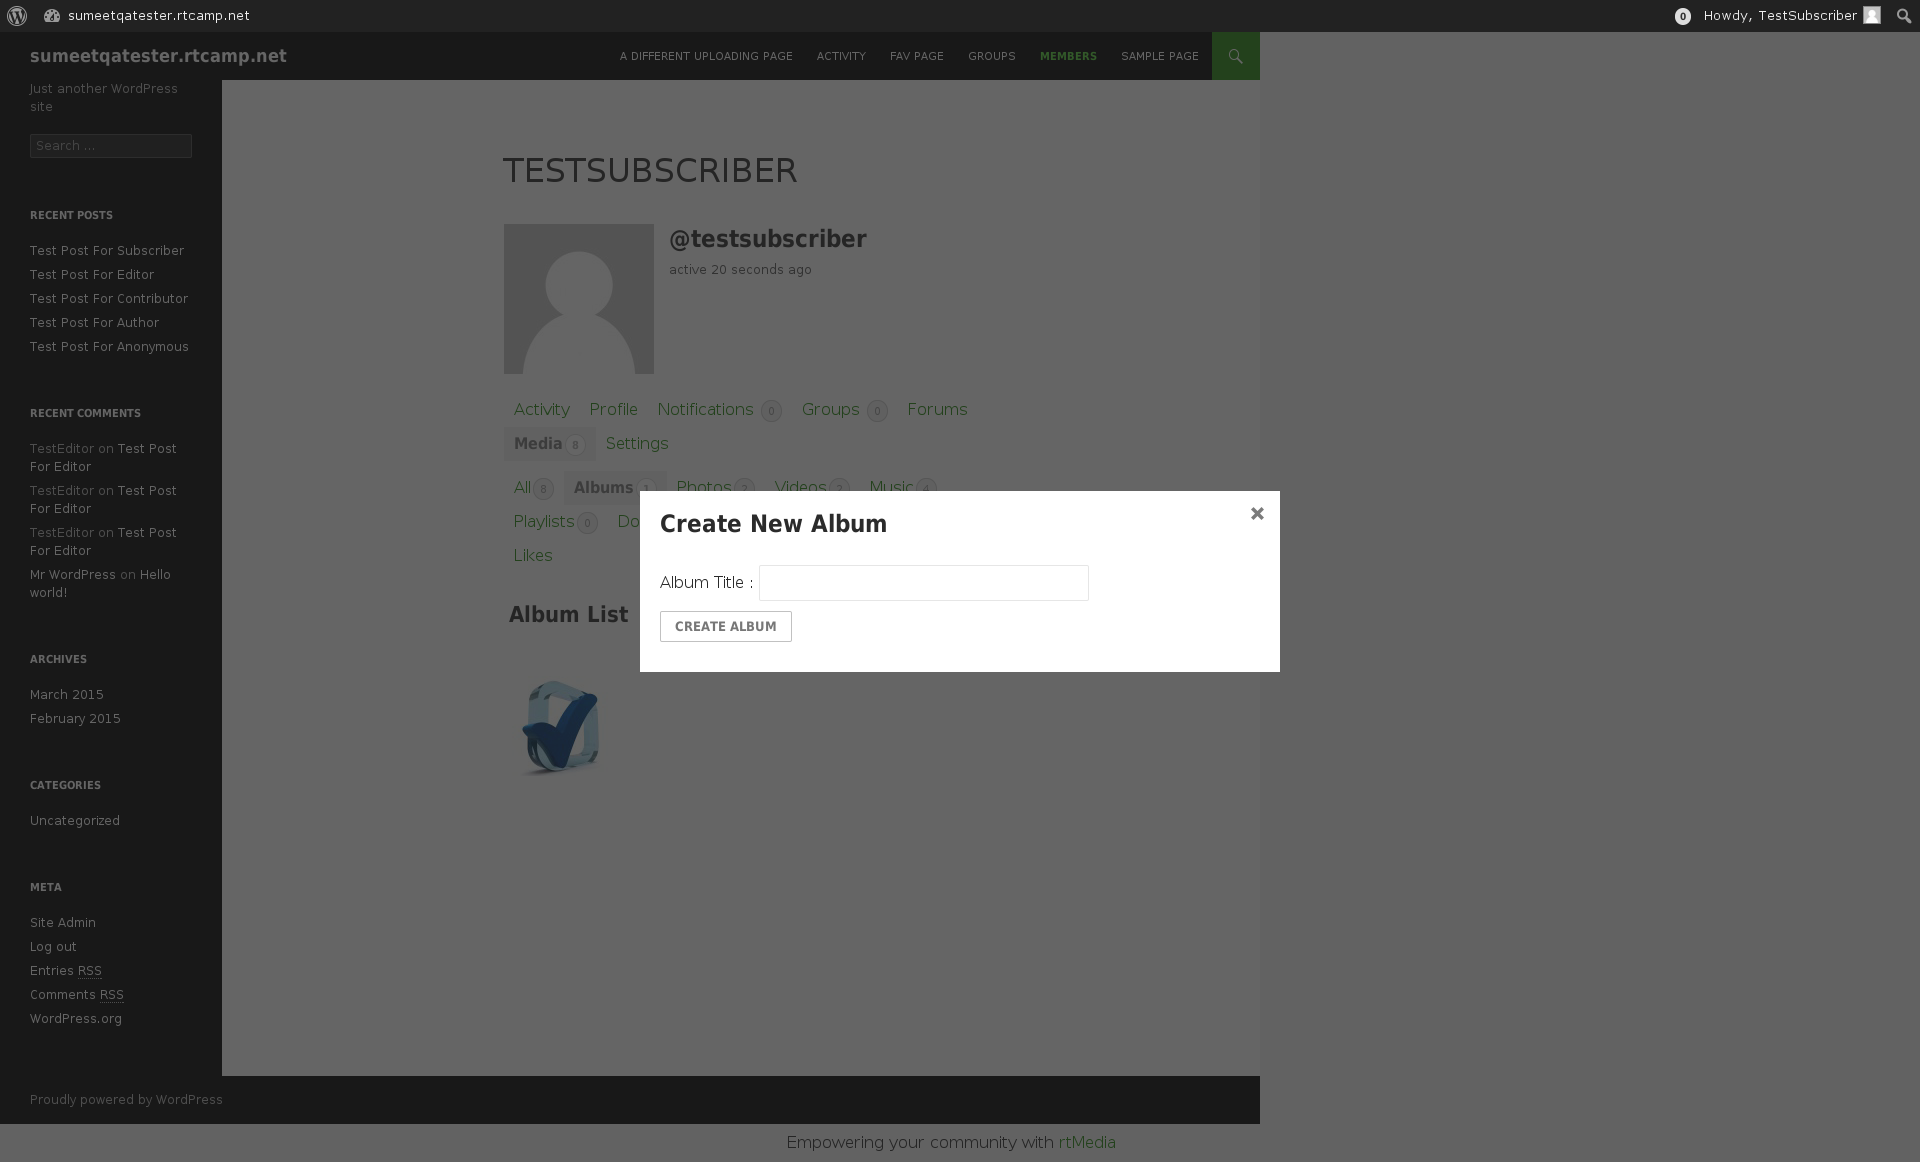 sumeetqatester.rtcamp.net
0 Howdy, TestSubscriber
sumeetqatester.rtcamp.net
A DIFFERENT UPLOADING PAGE ACTIVITY FAV PAGE GROUPS MEMBERS SAMPLE PAGE
Just another WordPress
site
Search ...
RECENT POSTS
Test Post For Subscriber
Test Post For Editor
Test Post For Contributor
Test Post For Author
Test Post For Anonymous
RECENT COMMENTS
TestEditor on Test Post
For Editor
TestEditor on Test Post
For Editor
TestEditor on Test Post
For Editor
Mr WordPress on Hello
world!
ARCHIVES
March 2015
February 2015
CATEGORIES
Uncategorized
META
Site Admin
Log out
Entries RSS
Comments RSS
WordPress.org
TESTSUBSCRIBER
@testsubscriber
active 20 seconds ago
Activity Profile Notifications 0 Groups 0 Forums
Media 8 Settings
All 8 Albums 1 Photos 2 Videos 2 Music 4
Playlists 0 Do
Likes
Album List
Create New Album
×
Album Title :
CREATE ALBUM
Proudly powered by WordPress
Empowering your community with rtMedia